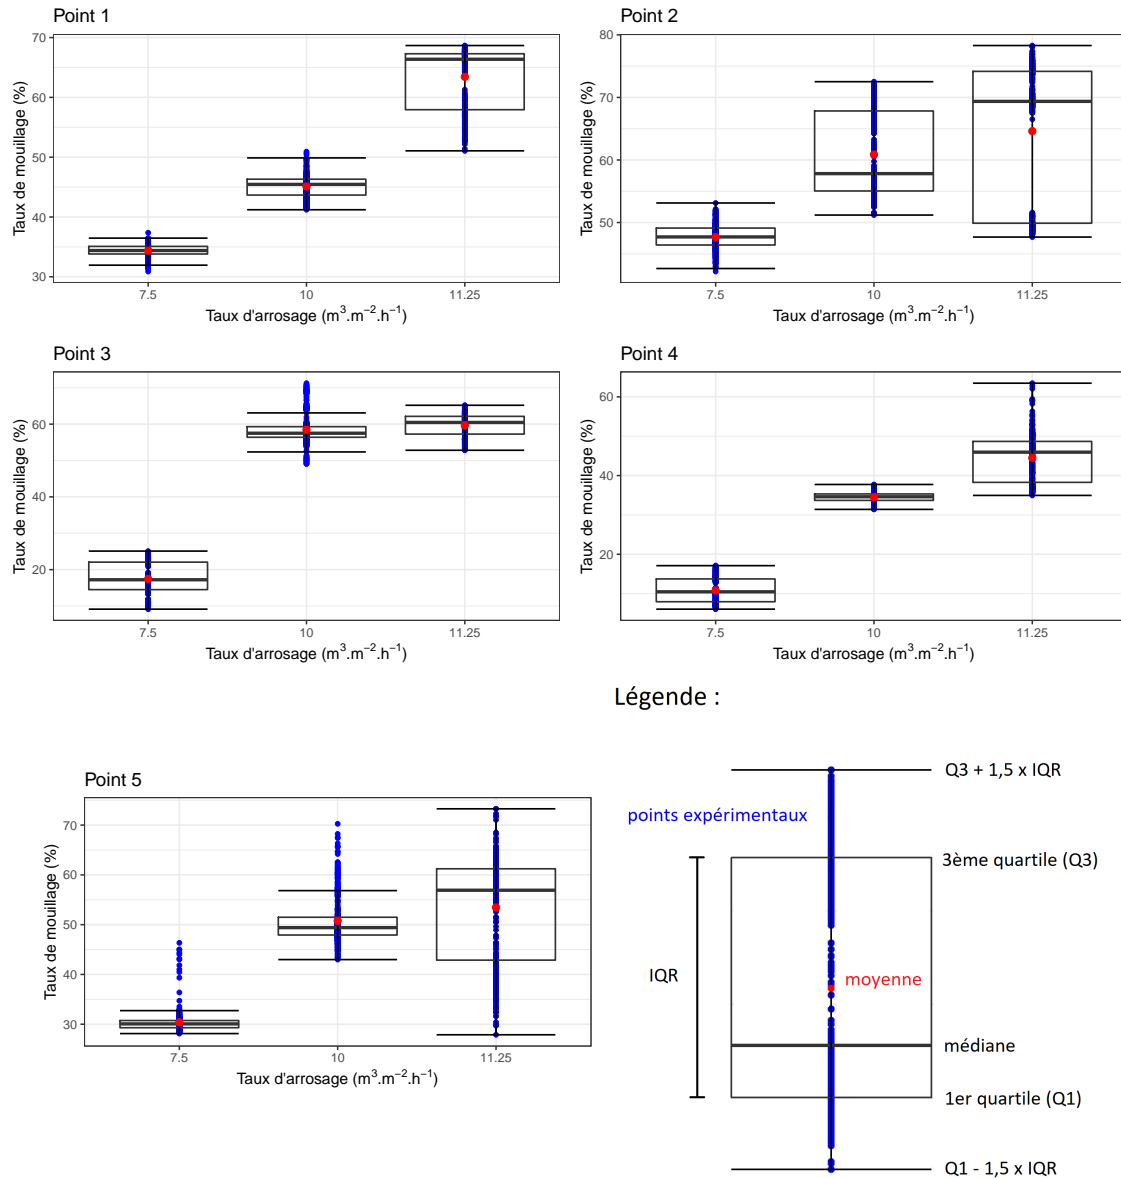 Point 1
Taux de mouillage (%)
70
60
50
40
30
7.5
10
11.25
Taux d'arrosage (m³.m⁻².h⁻¹)
Point 2
Taux de mouillage (%)
80
70
60
50
7.5
10
11.25
Taux d'arrosage (m³.m⁻².h⁻¹)
Point 3
Taux de mouillage (%)
60
40
20
7.5
10
11.25
Taux d'arrosage (m³.m⁻².h⁻¹)
Point 4
Taux de mouillage (%)
60
40
20
7.5
10
11.25
Taux d'arrosage (m³.m⁻².h⁻¹)
Point 5
Taux de mouillage (%)
70
60
50
40
30
7.5
10
11.25
Taux d'arrosage (m³.m⁻².h⁻¹)
Légende :
Q3 + 1,5 x IQR
points expérimentaux
3ème quartile (Q3)
IQR
moyenne
médiane
1er quartile (Q1)
Q1 - 1,5 x IQR